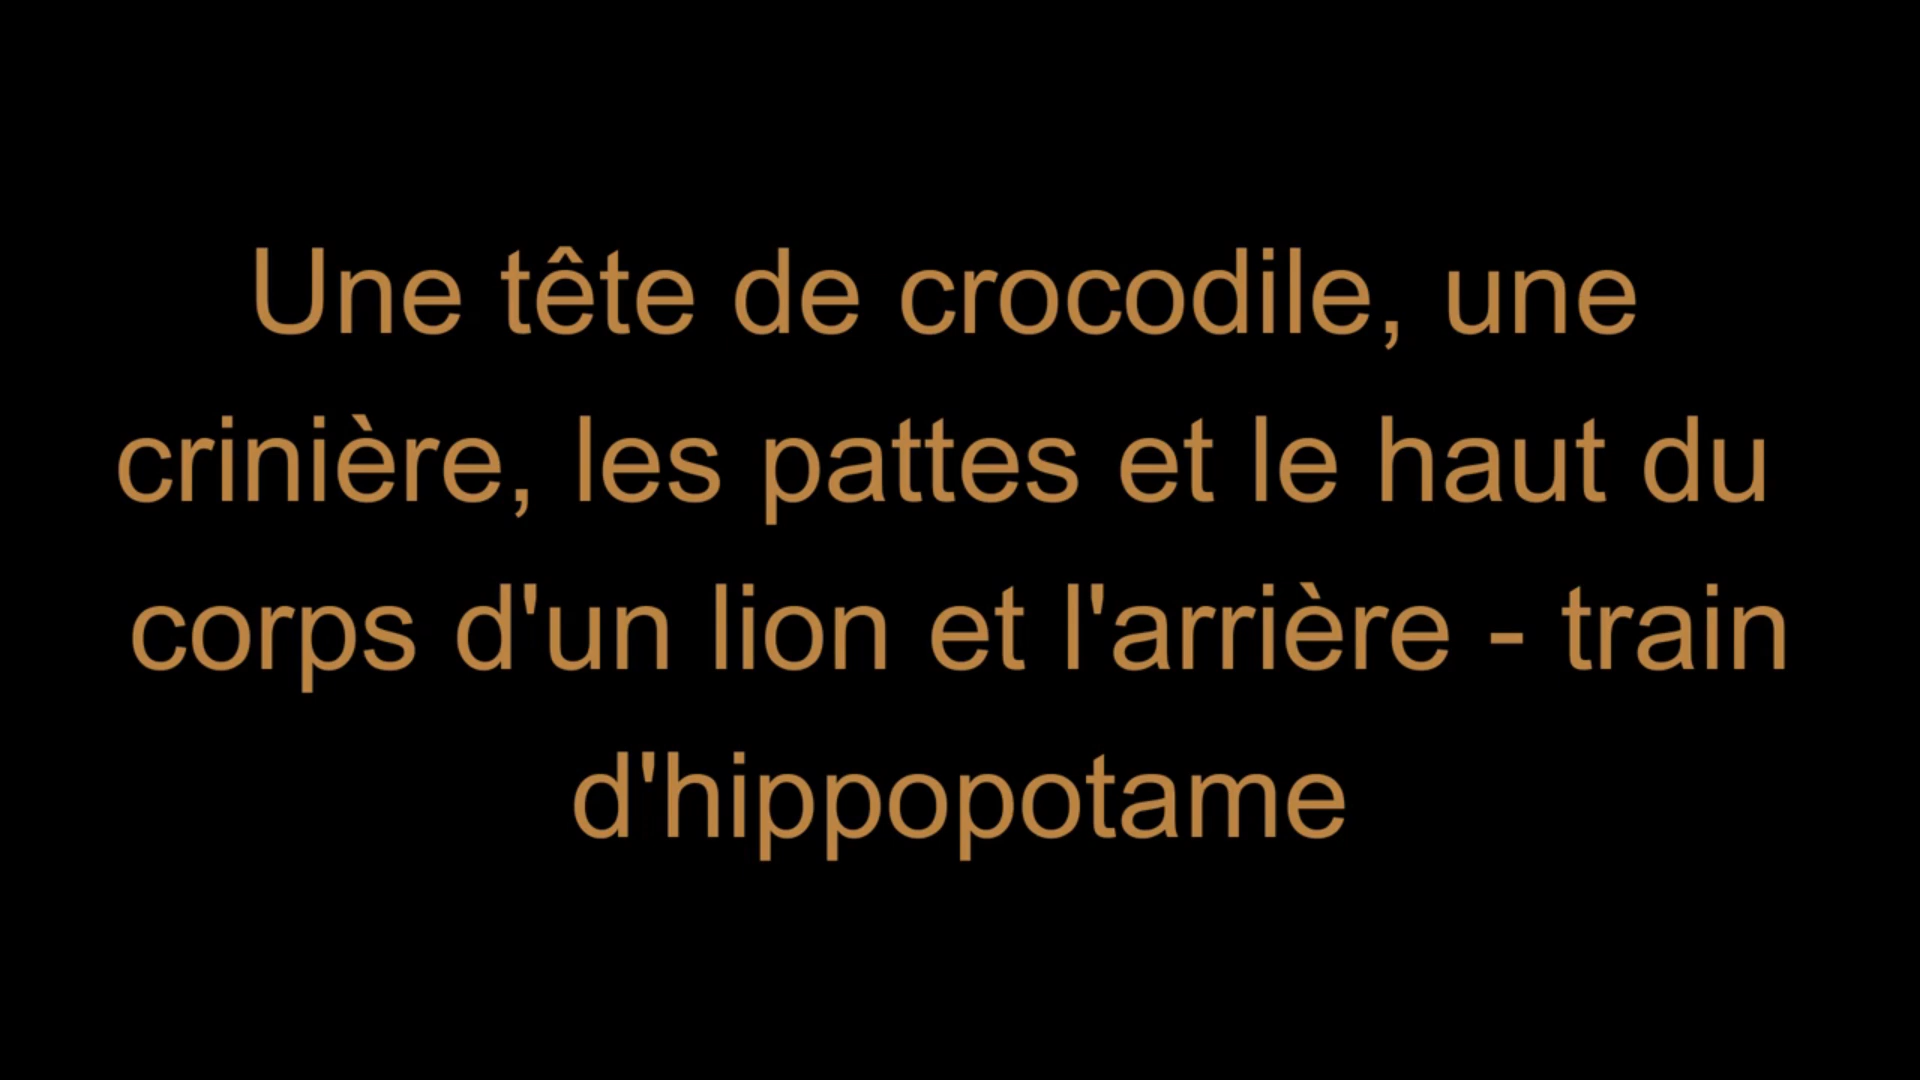 Une tête de crocodile, une
crinière, les pattes et le haut du
corps d'un lion et l'arrière - train
d'hippopotame